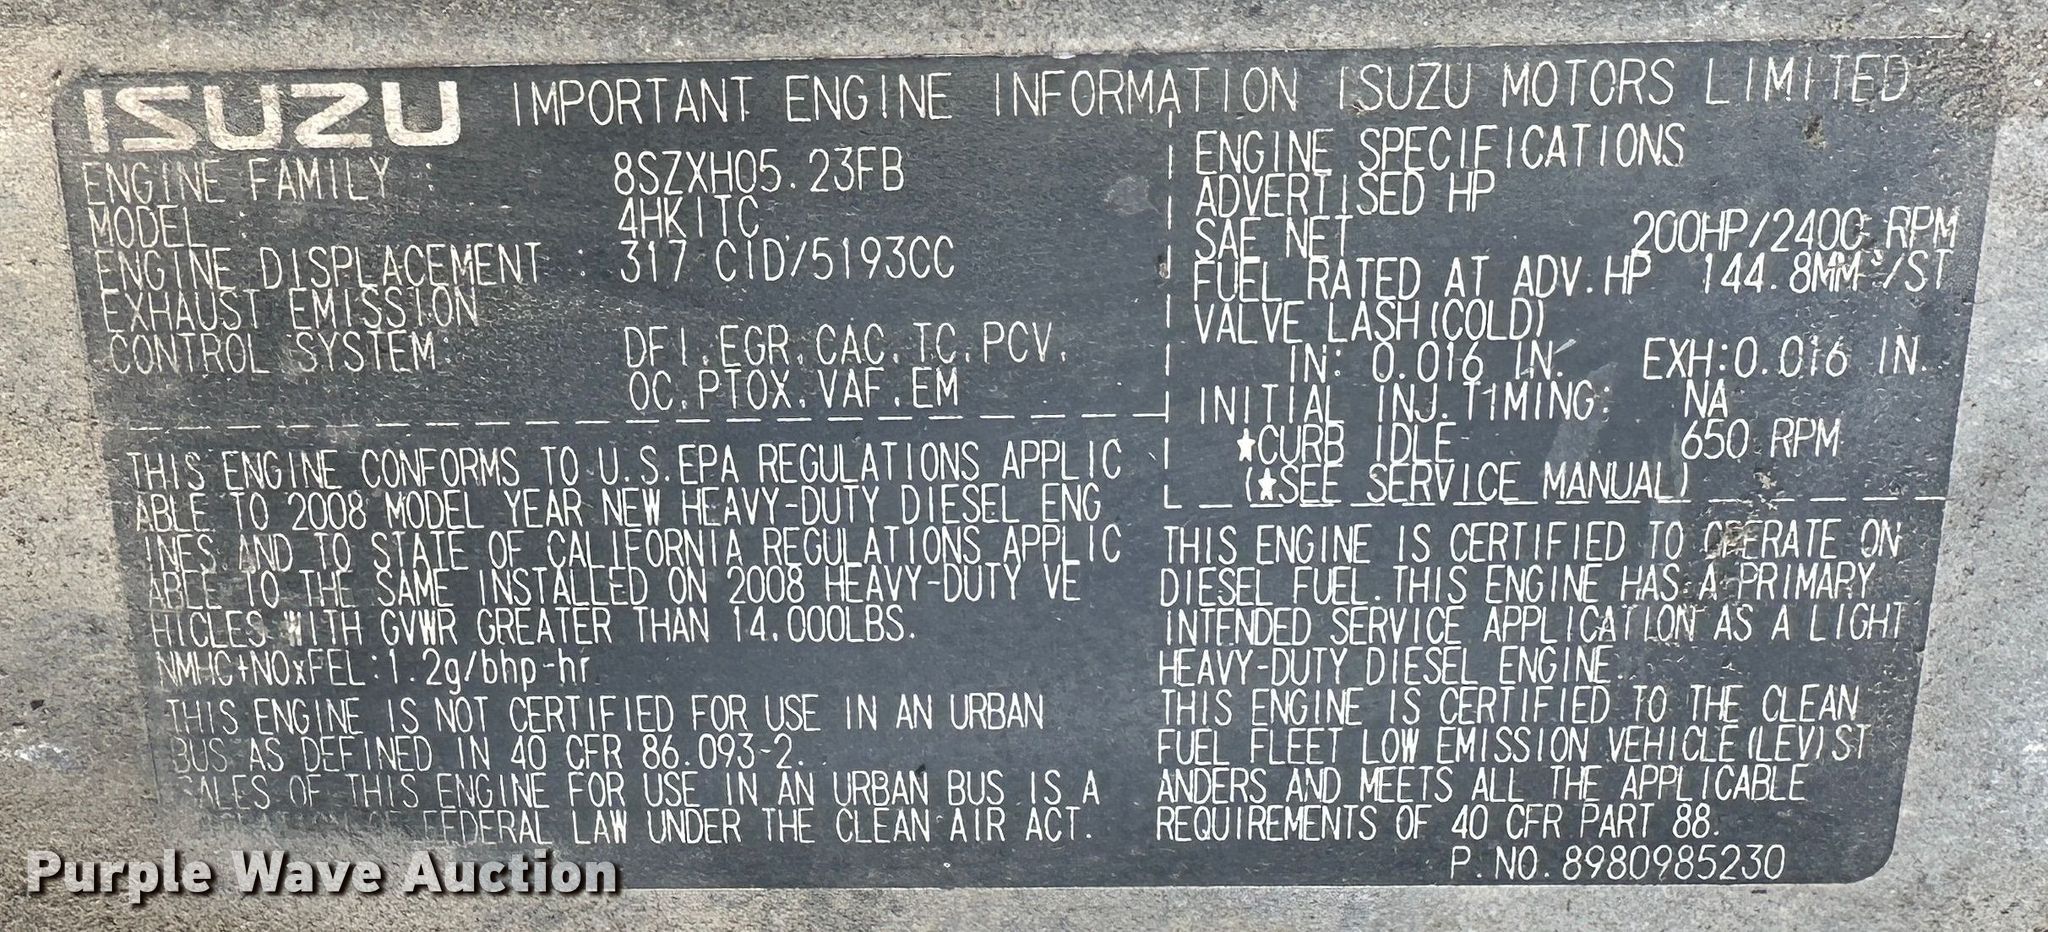 ISUZU IMPORTANT ENGINE INFORMATION ISUZU MOTORS LIMITED
ENGINE FAMILY : 8SZXH05.23FB
MODEL : 4HK1TC
ENGINE DISPLACEMENT : 317 CID/5193CC
EXHAUST EMISSION
CONTROL SYSTEM: DFI, EGR, CAC, TC, PCV,
OC, PTOX, VAF, EM
ENGINE SPECIFICATIONS
ADVERTISED HP
SAE NET 200HP/2400 RPM
FUEL RATED AT ADV. HP 144.8MM³/ST
VALVE LASH(COLD)
IN: 0.016 IN. EXH:0.016 IN.
INITIAL INJ.TIMING: NA
★CURB IDLE 650 RPM
(★SEE SERVICE MANUAL)
THIS ENGINE CONFORMS TO U.S.EPA REGULATIONS APPLIC
ABLE TO 2008 MODEL YEAR NEW HEAVY-DUTY DIESEL ENG
INES AND TO STATE OF CALIFORNIA REGULATIONS APPLIC
ABLE TO THE SAME INSTALLED ON 2008 HEAVY-DUTY VE
HICLES WITH GVWR GREATER THAN 14,000LBS.
NMHC+NOxFEL:1.2g/bhp-hr
THIS ENGINE IS NOT CERTIFIED FOR USE IN AN URBAN
BUS AS DEFINED IN 40 CFR 86.093-2.
SALES OF THIS ENGINE FOR USE IN AN URBAN BUS IS A
OF FEDERAL LAW UNDER THE CLEAN AIR ACT.
THIS ENGINE IS CERTIFIED TO OPERATE ON
DIESEL FUEL. THIS ENGINE HAS A PRIMARY
INTENDED SERVICE APPLICATION AS A LIGHT
HEAVY-DUTY DIESEL ENGINE.
THIS ENGINE IS CERTIFIED TO THE CLEAN
FUEL FLEET LOW EMISSION VEHICLE(LEV)ST
ANDERS AND MEETS ALL THE APPLICABLE
REQUIREMENTS OF 40 CFR PART 88.
P.NO.8980985230
Purple Wave Auction